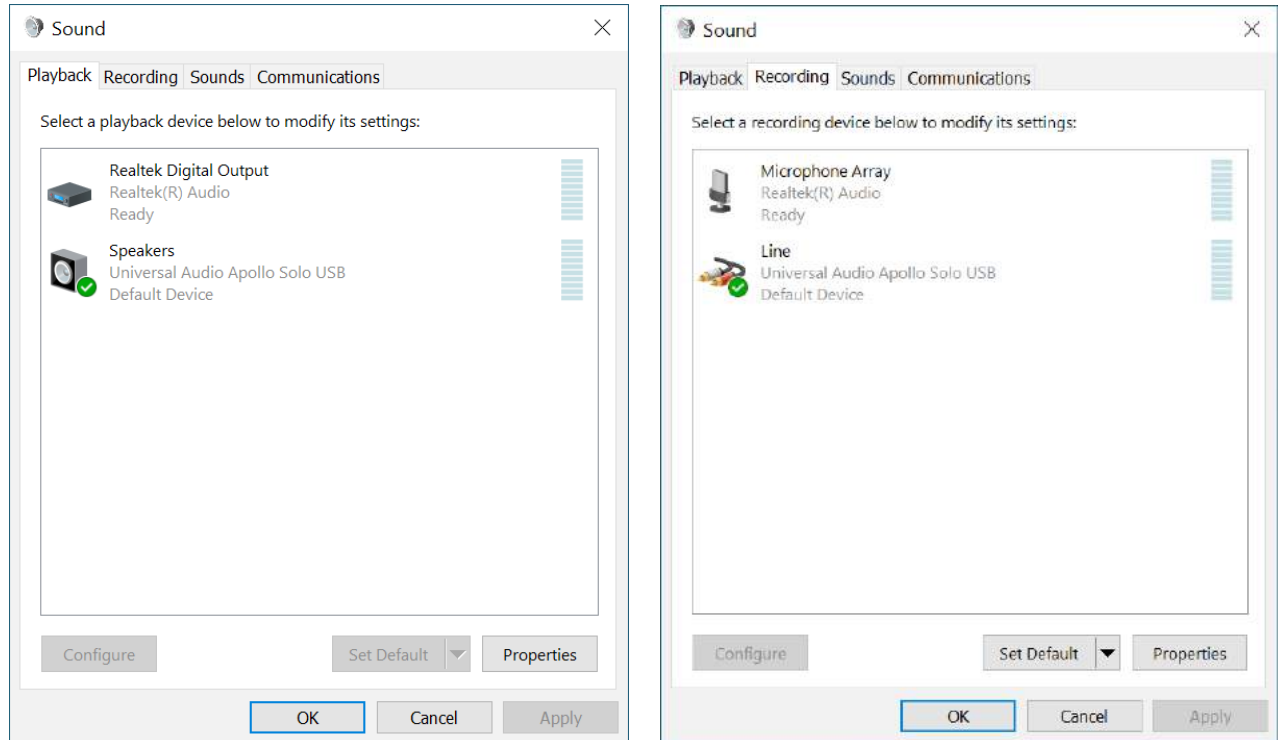 Sound
Playback Recording Sounds Communications
Select a playback device below to modify its settings:
Realtek Digital Output
Realtek(R) Audio
Ready
Speakers
Universal Audio Apollo Solo USB
Default Device
Configure Set Default Properties
OK Cancel Apply
Sound
Playback Recording Sounds Communications
Select a recording device below to modify its settings:
Microphone Array
Realtek(R) Audio
Ready
Line
Universal Audio Apollo Solo USB
Default Device
Configure Set Default Properties
OK Cancel Apply